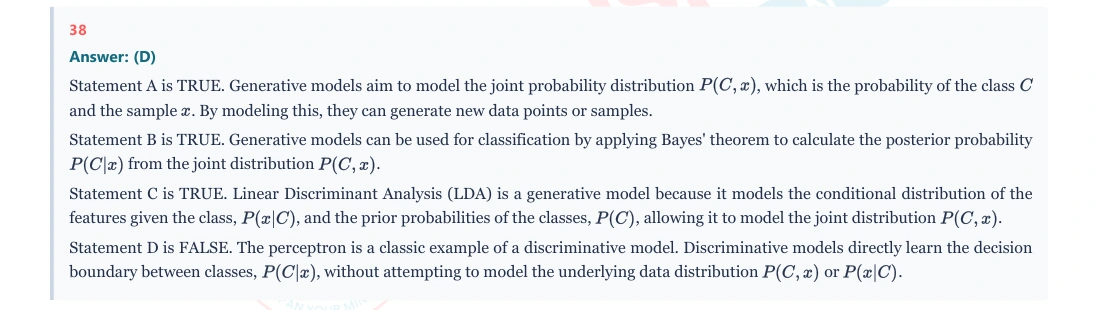 38
Answer: (D)
Statement A is TRUE. Generative models aim to model the joint probability distribution P(C, x), which is the probability of the class C
and the sample x. By modeling this, they can generate new data points or samples.
Statement B is TRUE. Generative models can be used for classification by applying Bayes' theorem to calculate the posterior probability
P(C|x) from the joint distribution P(C, x).
Statement C is TRUE. Linear Discriminant Analysis (LDA) is a generative model because it models the conditional distribution of the
features given the class, P(x|C), and the prior probabilities of the classes, P(C), allowing it to model the joint distribution P(C, x).
Statement D is FALSE. The perceptron is a classic example of a discriminative model. Discriminative models directly learn the decision
boundary between classes, P(C|x), without attempting to model the underlying data distribution P(C, x) or P(x|C).